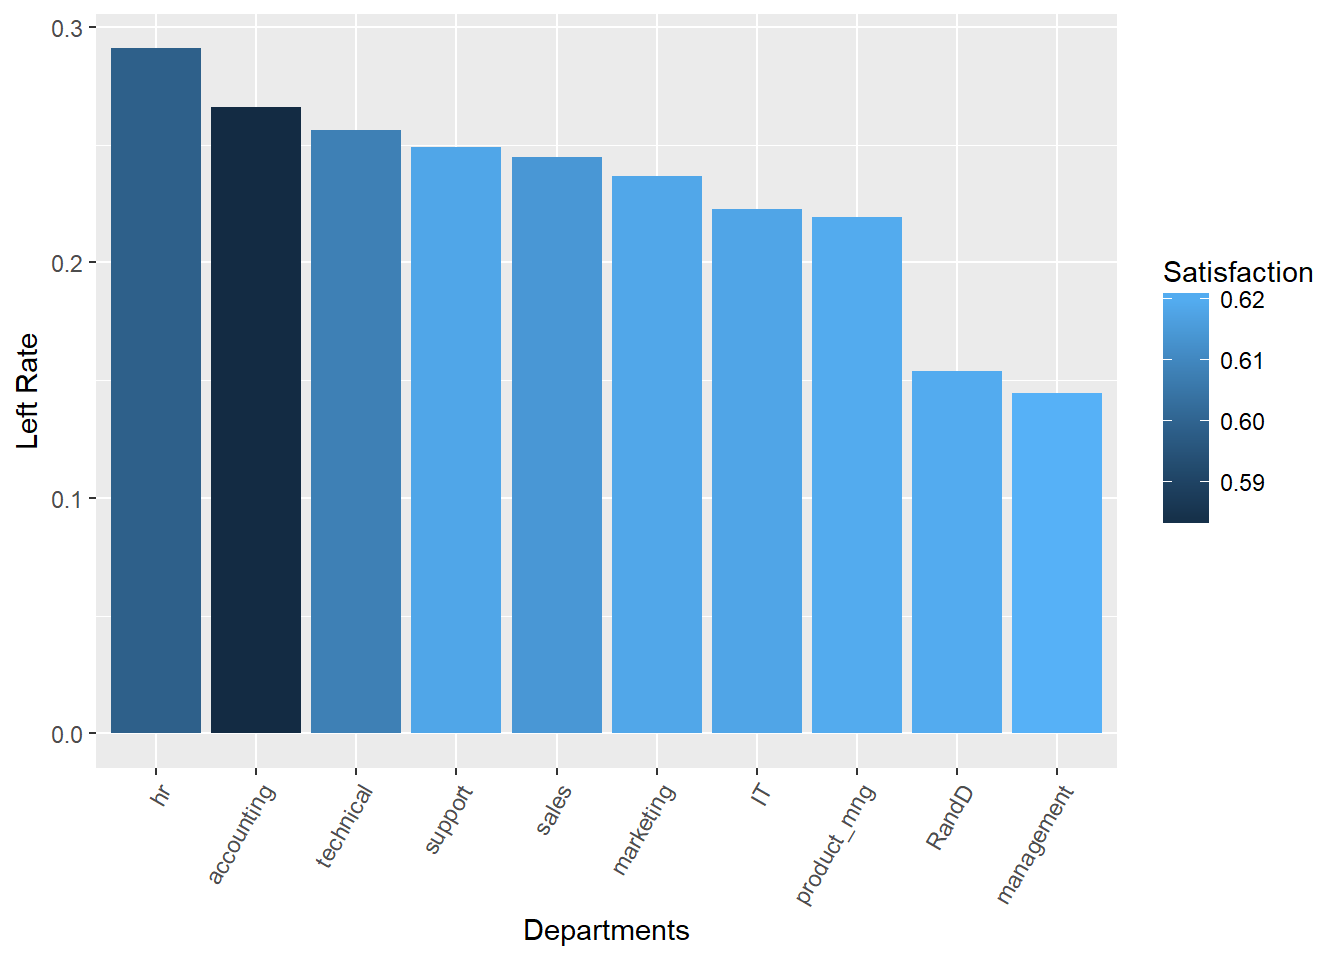 0.3
0.2
0.1
0.0
Left Rate
hr
accounting
technical
support
sales
marketing
IT
product_mng
RandD
management
Departments
Satisfaction
0.62
0.61
0.60
0.59